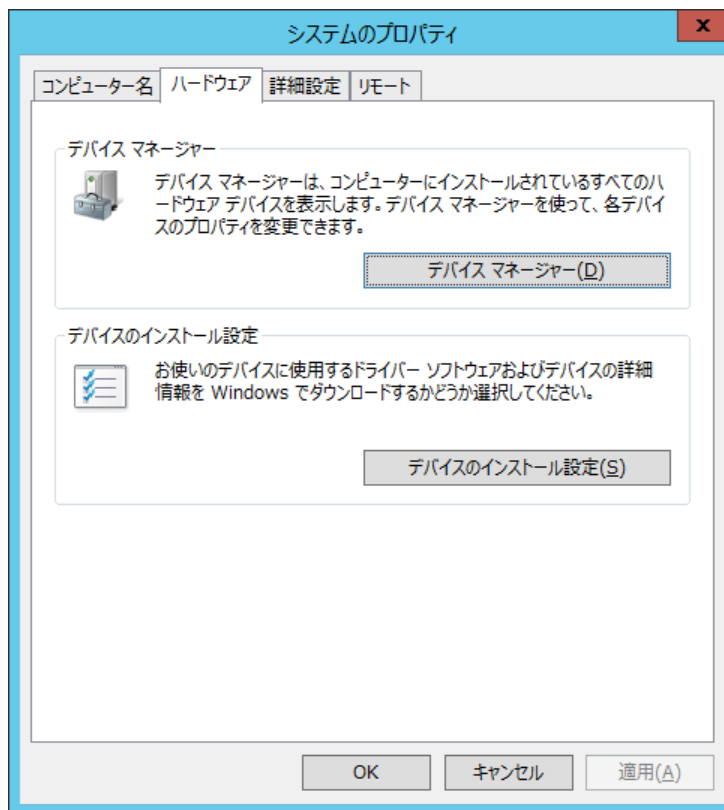 システムのプロパティ
x
コンピューター名 ハードウェア 詳細設定 リモート
デバイス マネージャー
デバイス マネージャーは、コンピューターにインストールされているすべてのハ
ードウェア デバイスを表示します。デバイス マネージャーを使って、各デバイ
スのプロパティを変更できます。
デバイス マネージャー(D)
デバイスのインストール設定
お使いのデバイスに使用するドライバー ソフトウェアおよびデバイスの詳細
情報を Windows でダウンロードするかどうか選択してください。
デバイスのインストール設定(S)
OK キャンセル 適用(A)